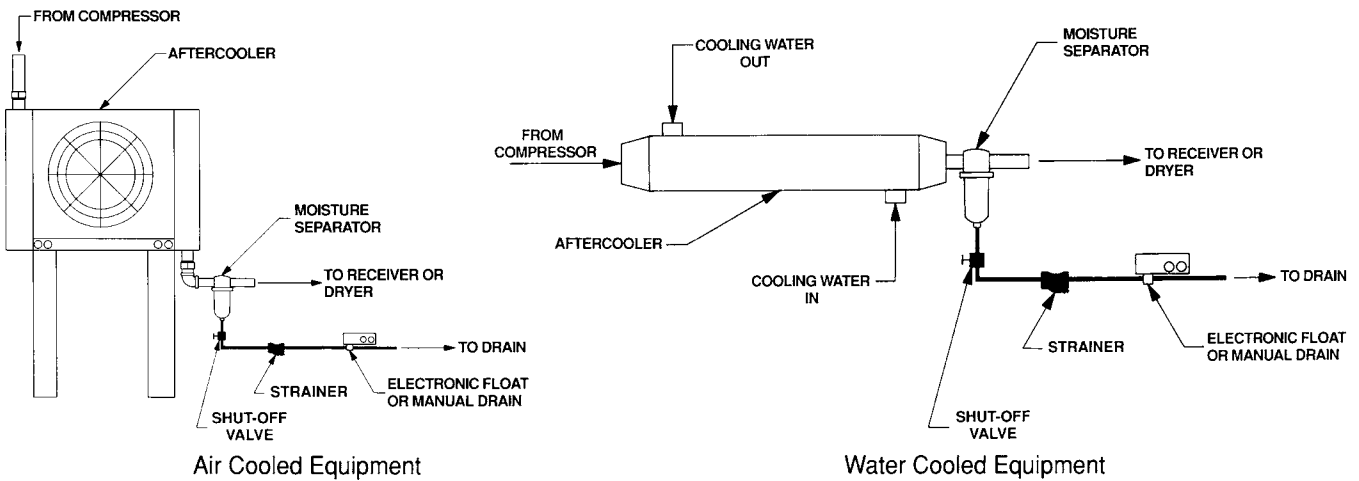 FROM COMPRESSOR
AFTERCOOLER
MOISTURE
SEPARATOR
TO RECEIVER OR
DRYER
TO DRAIN
STRAINER
ELECTRONIC FLOAT
OR MANUAL DRAIN
SHUT-OFF
VALVE
Air Cooled Equipment
COOLING WATER
OUT
MOISTURE
SEPARATOR
FROM
COMPRESSOR
TO RECEIVER OR
DRYER
AFTERCOOLER
COOLING WATER
IN
TO DRAIN
STRAINER
ELECTRONIC FLOAT
OR MANUAL DRAIN
SHUT-OFF
VALVE
Water Cooled Equipment